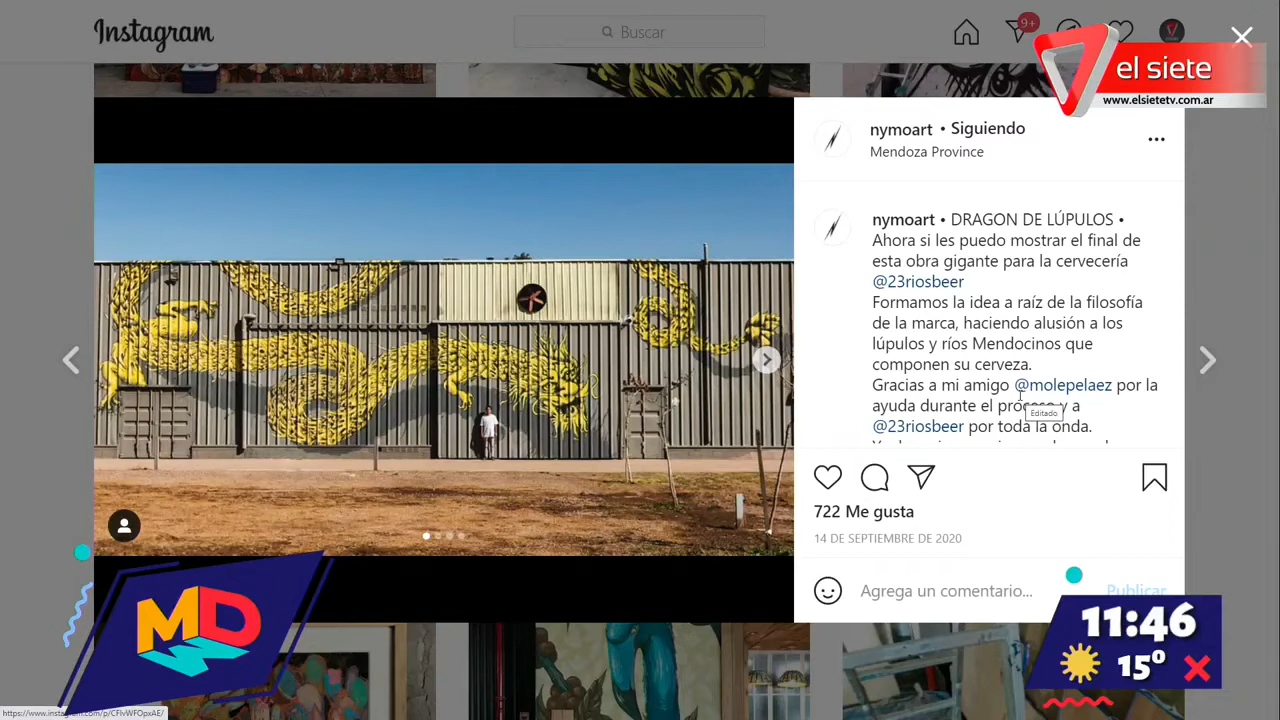 Instagram
Buscar
9+
el siete
www.elsietetv.com.ar
nymoart • Siguiendo
Mendoza Province
nymoart • DRAGON DE LÚPULOS •
Ahora si les puedo mostrar el final de
esta obra gigante para la cervecería
@23riosbeer
Formamos la idea a raíz de la filosofía
de la marca, haciendo alusión a los
lúpulos y ríos Mendocinos que
componen su cerveza.
Gracias a mi amigo @molepelaez por la
ayuda durante el proceso y a
Editado
@23riosbeer por toda la onda.
722 Me gusta
14 DE SEPTIEMBRE DE 2020
Agrega un comentario...
Publicar
MD
11:46
15º